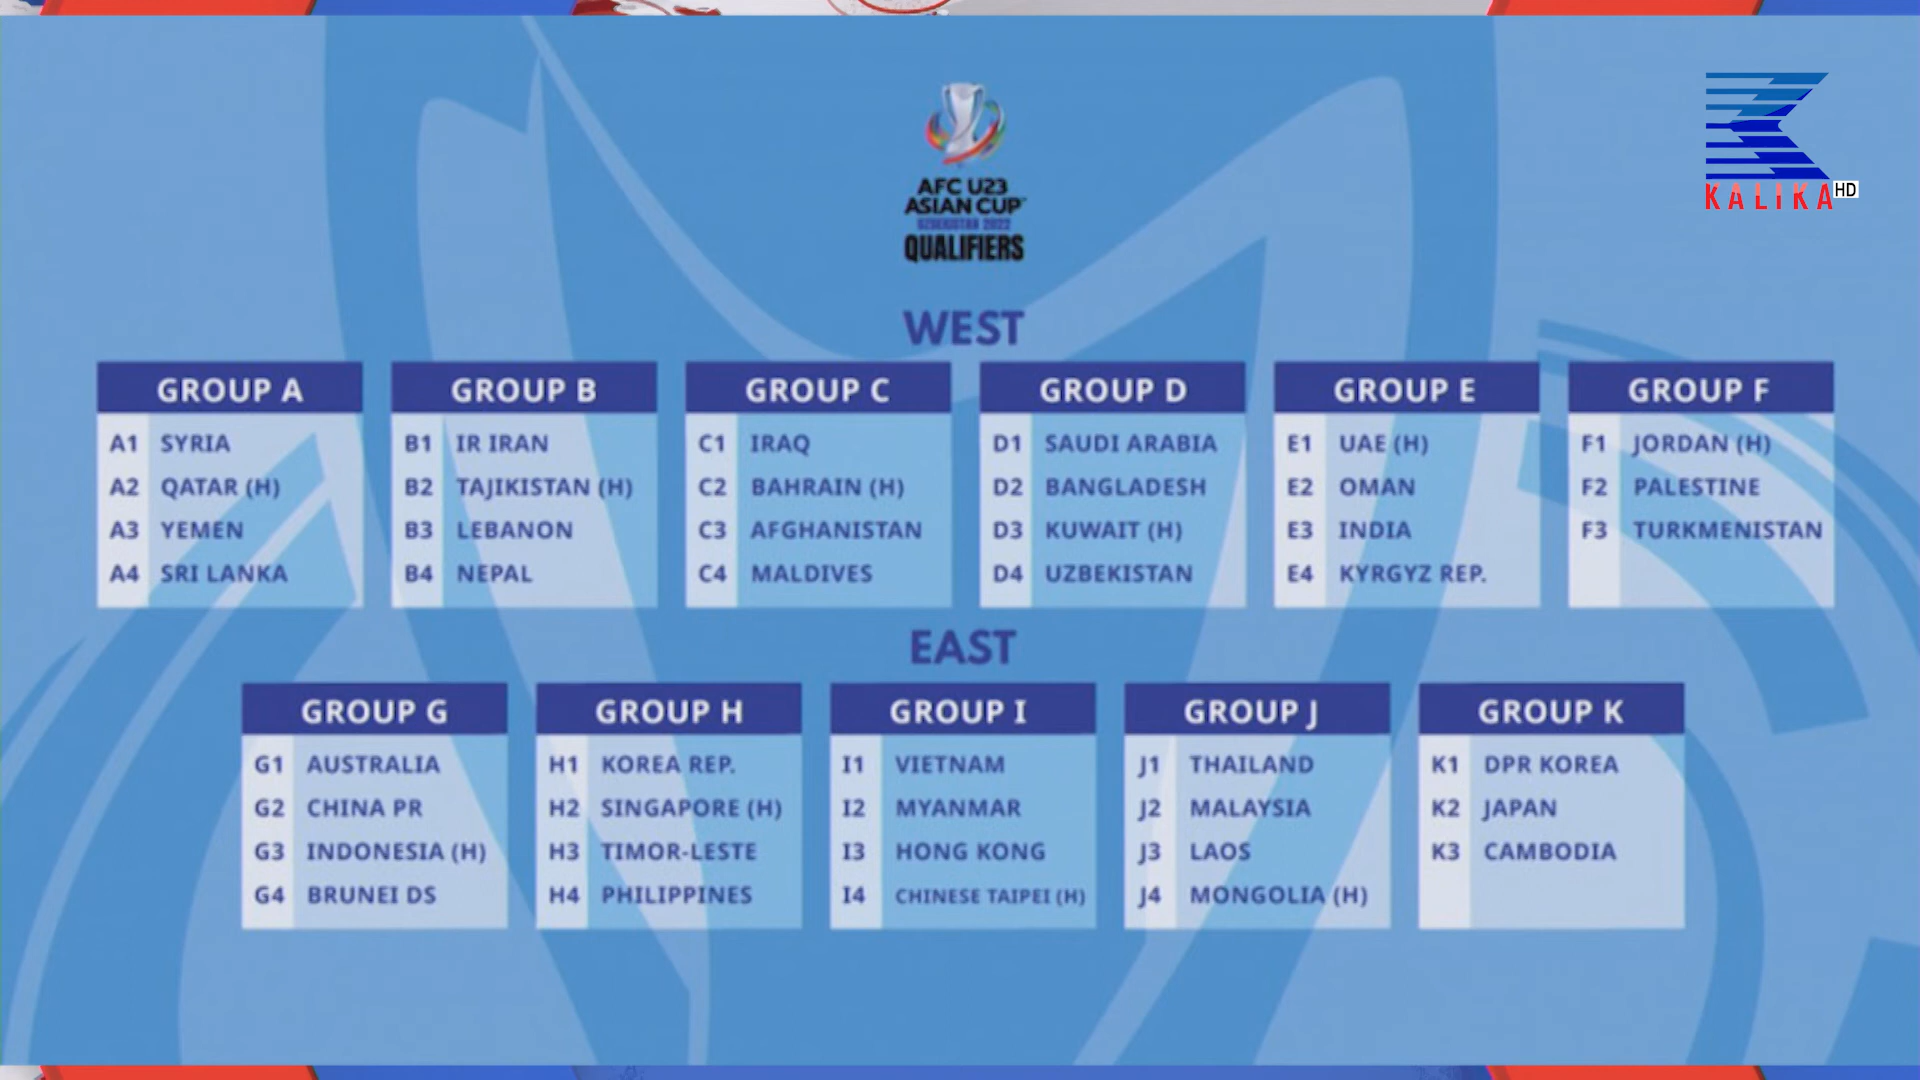 KALIKA HD
AFC U23
ASIAN CUP
UZBEKISTAN 2022
QUALIFIERS
WEST
GROUP A
A1 SYRIA
A2 QATAR (H)
A3 YEMEN
A4 SRI LANKA
GROUP B
B1 IR IRAN
B2 TAJIKISTAN (H)
B3 LEBANON
B4 NEPAL
GROUP C
C1 IRAQ
C2 BAHRAIN (H)
C3 AFGHANISTAN
C4 MALDIVES
GROUP D
D1 SAUDI ARABIA
D2 BANGLADESH
D3 KUWAIT (H)
D4 UZBEKISTAN
GROUP E
E1 UAE (H)
E2 OMAN
E3 INDIA
E4 KYRGYZ REP.
GROUP F
F1 JORDAN (H)
F2 PALESTINE
F3 TURKMENISTAN
EAST
GROUP G
G1 AUSTRALIA
G2 CHINA PR
G3 INDONESIA (H)
G4 BRUNEI DS
GROUP H
H1 KOREA REP.
H2 SINGAPORE (H)
H3 TIMOR-LESTE
H4 PHILIPPINES
GROUP I
I1 VIETNAM
I2 MYANMAR
I3 HONG KONG
I4 CHINESE TAIPEI (H)
GROUP J
J1 THAILAND
J2 MALAYSIA
J3 LAOS
J4 MONGOLIA (H)
GROUP K
K1 DPR KOREA
K2 JAPAN
K3 CAMBODIA